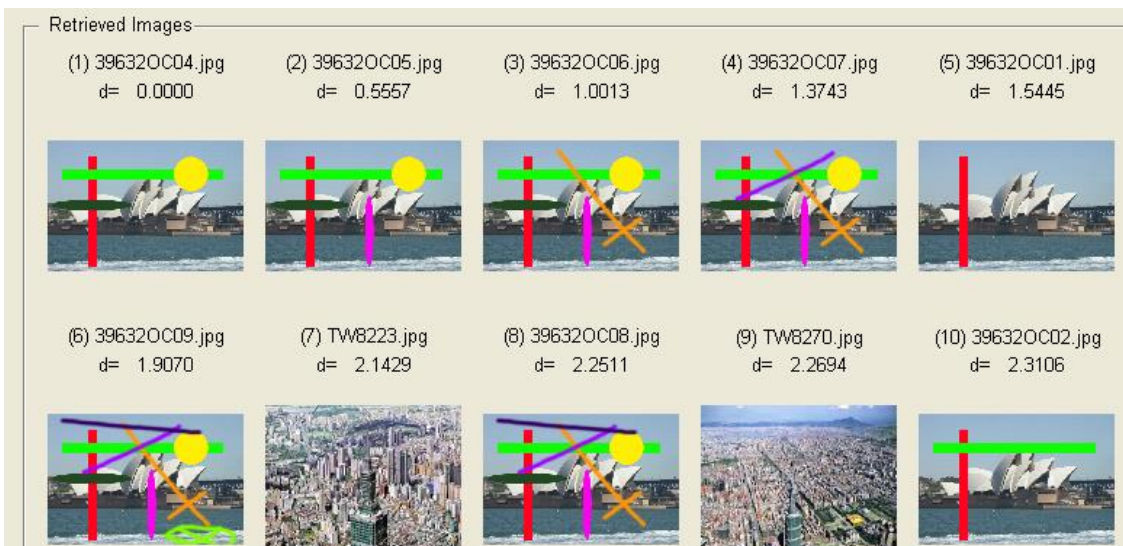 Retrieved Images
(1) 39632OC04.jpg
d= 0.0000
(2) 39632OC05.jpg
d= 0.5557
(3) 39632OC06.jpg
d= 1.0013
(4) 39632OC07.jpg
d= 1.3743
(5) 39632OC01.jpg
d= 1.5445
(6) 39632OC09.jpg
d= 1.9070
(7) TW8223.jpg
d= 2.1429
(8) 39632OC08.jpg
d= 2.2511
(9) TW8270.jpg
d= 2.2694
(10) 39632OC02.jpg
d= 2.3106